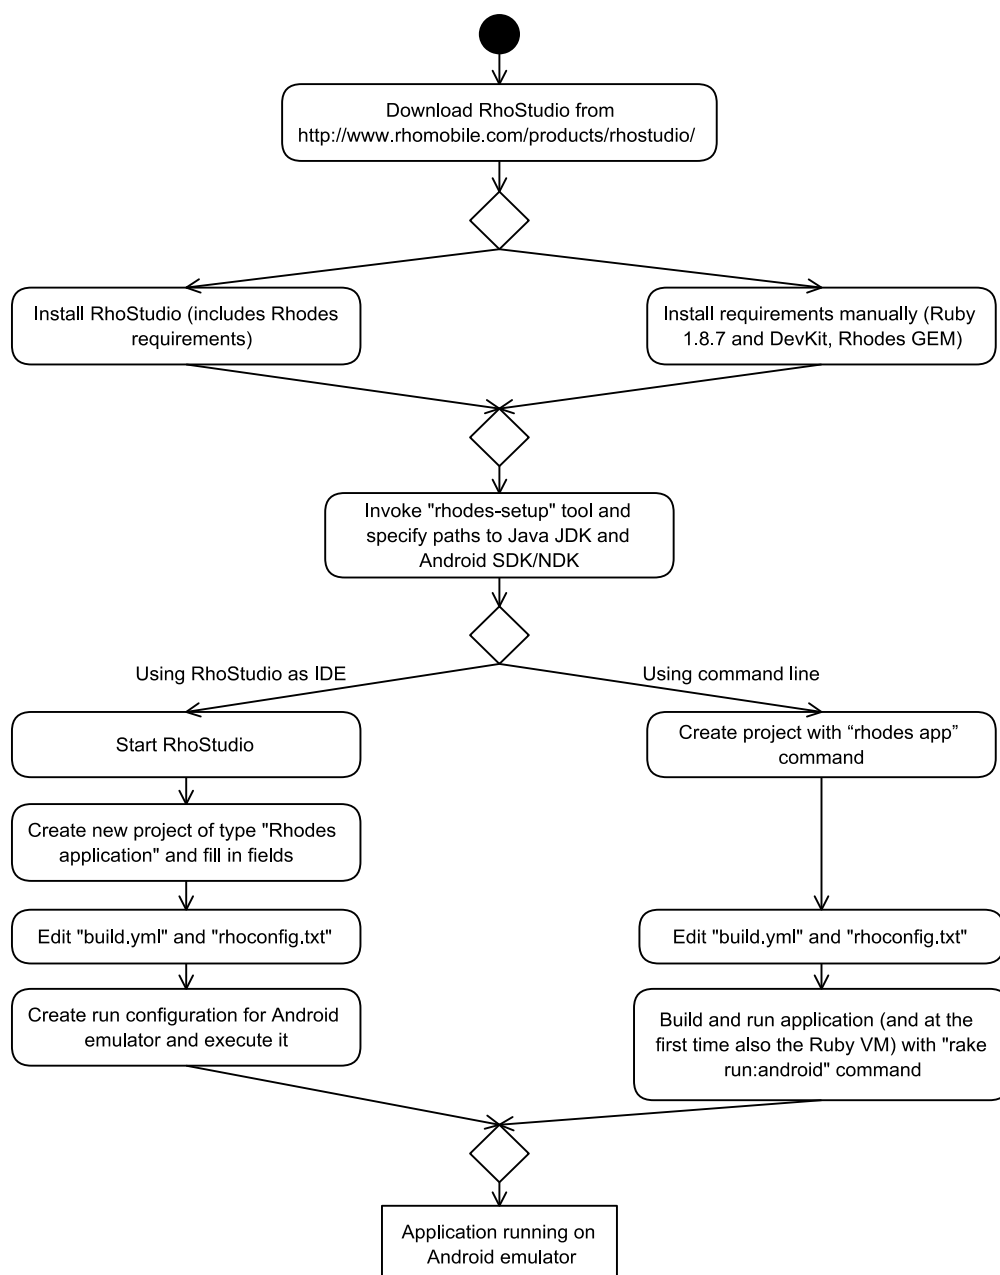 Download RhoStudio from
http://www.rhomobile.com/products/rhostudio/
Install RhoStudio (includes Rhodes
requirements)
Install requirements manually (Ruby
1.8.7 and DevKit, Rhodes GEM)
Invoke "rhodes-setup" tool and
specify paths to Java JDK and
Android SDK/NDK
Using RhoStudio as IDE
Using command line
Start RhoStudio
Create new project of type "Rhodes
application" and fill in fields
Edit "build.yml" and "rhoconfig.txt"
Create run configuration for Android
emulator and execute it
Create project with “rhodes app”
command
Edit "build.yml" and "rhoconfig.txt"
Build and run application (and at the
first time also the Ruby VM) with "rake
run:android" command
Application running on
Android emulator